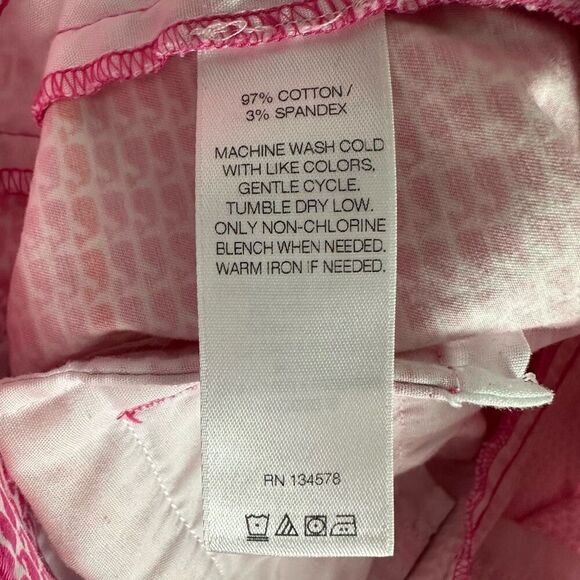 97% COTTON /
3% SPANDEX
MACHINE WASH COLD
WITH LIKE COLORS,
GENTLE CYCLE.
TUMBLE DRY LOW.
ONLY NON-CHLORINE
BLENCH WHEN NEEDED.
WARM IRON IF NEEDED.
RN 134578